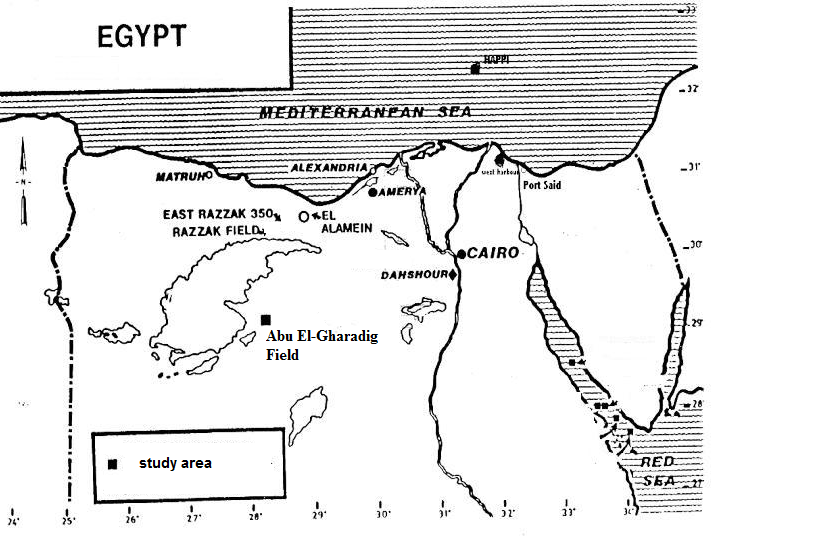 EGYPT
33
HAPPI
32°
MEDITERRANEAN SEA
MATRUH
ALEXANDRIA
31°
west harbour
Port Said
AMERYA
EAST RAZZAK 350
EL
RAZZAK FIELD
ALAMEIN
30°
CAIRO
DAHSHOUR
29°
Abu El-Gharadig
Field
28°
study area
RED
SEA
27
24° 25° 26° 27° 28° 29° 30° 31° 32° 33° 34°
-N-